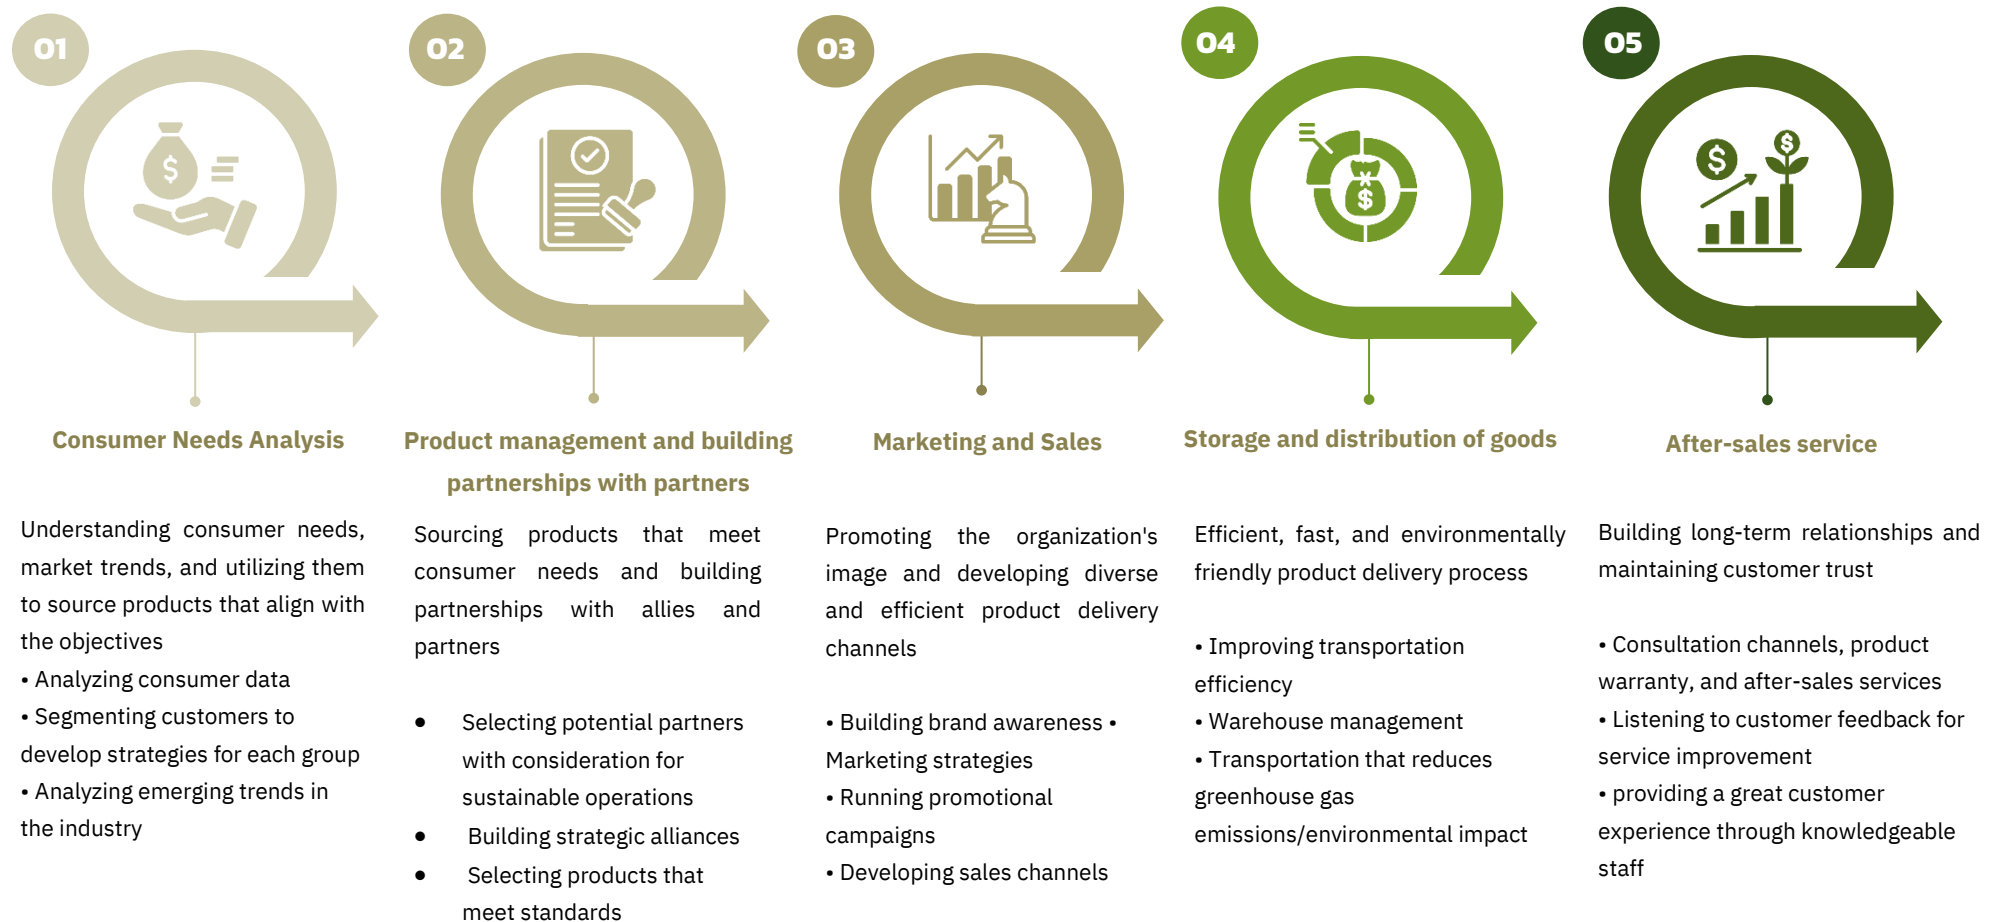 01
Consumer Needs Analysis
Understanding consumer needs,
market trends, and utilizing them
to source products that align with
the objectives
• Analyzing consumer data
• Segmenting customers to
develop strategies for each group
• Analyzing emerging trends in
the industry
02
Product management and building
partnerships with partners
Sourcing products that meet
consumer needs and building
partnerships with allies and
partners
• Selecting potential partners
with consideration for
sustainable operations
• Building strategic alliances
• Selecting products that
meet standards
03
Marketing and Sales
Promoting the organization's
image and developing diverse
and efficient product delivery
channels
• Building brand awareness •
Marketing strategies
• Running promotional
campaigns
• Developing sales channels
04
Storage and distribution of goods
Efficient, fast, and environmentally
friendly product delivery process
• Improving transportation
efficiency
• Warehouse management
• Transportation that reduces
greenhouse gas
emissions/environmental impact
05
After-sales service
Building long-term relationships and
maintaining customer trust
• Consultation channels, product
warranty, and after-sales services
• Listening to customer feedback for
service improvement
• providing a great customer
experience through knowledgeable
staff